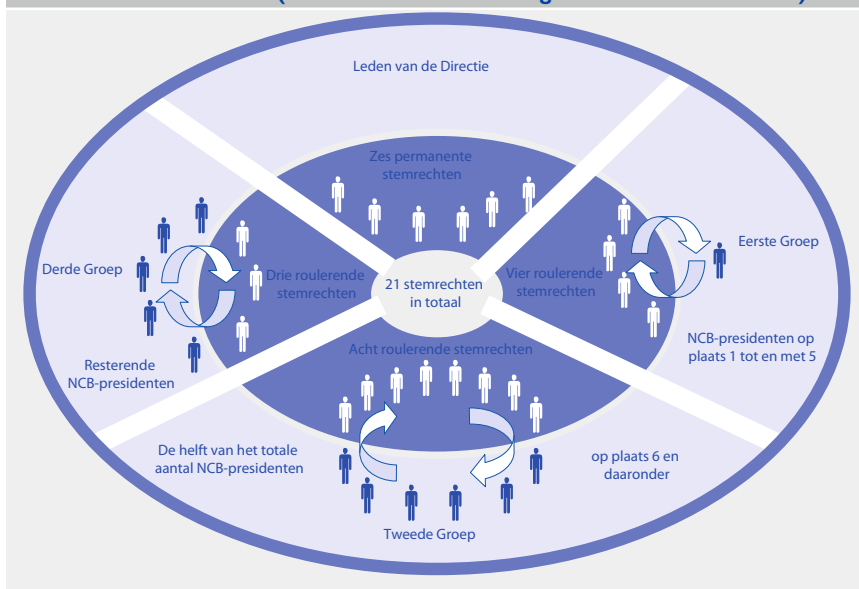 Leden van de Directie
Zes permanente
stemrechten
Eerste Groep
Derde Groep
Drie roulerende
stemrechten
21 stemrechten
in totaal
Vier roulerende
stemrechten
NCB-presidenten op
plaats 1 tot en met 5
Resterende
NCB-presidenten
Acht roulerende stemrechten
De helft van het totale
aantal NCB-presidenten
op plaats 6 en
daaronder
Tweede Groep